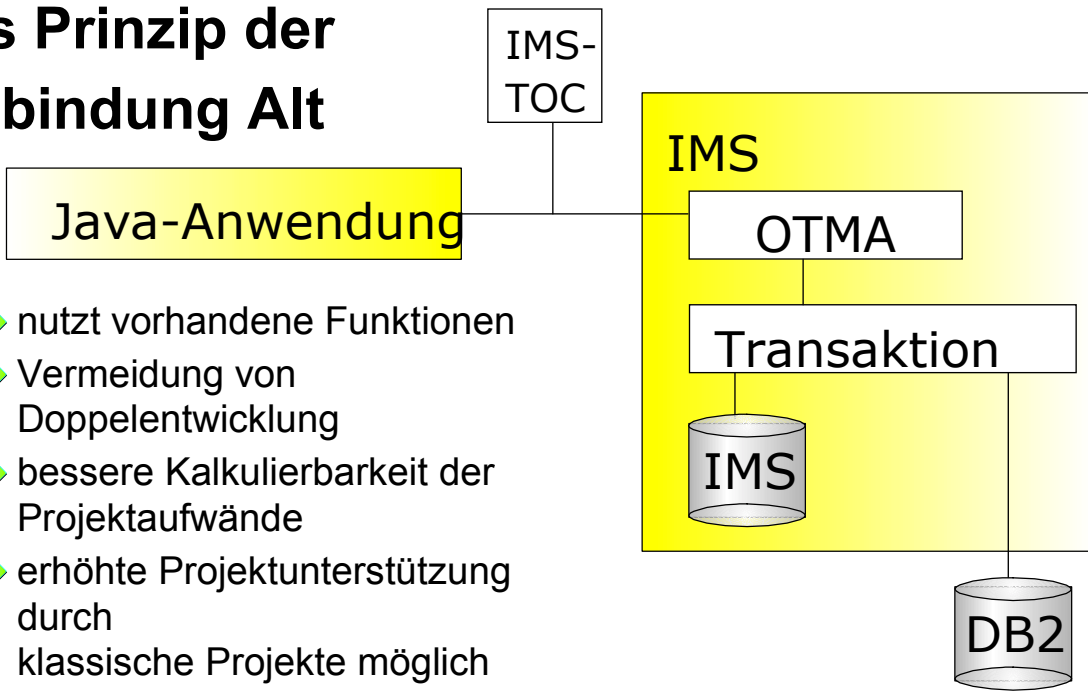 s Prinzip der
bindung Alt
IMS-
TOC
IMS
Java-Anwendung
OTMA
Transaktion
IMS
DB2
nutzt vorhandene Funktionen
Vermeidung von
Doppelentwicklung
bessere Kalkulierbarkeit der
Projektaufwände
erhöhte Projektunterstützung
durch
klassische Projekte möglich